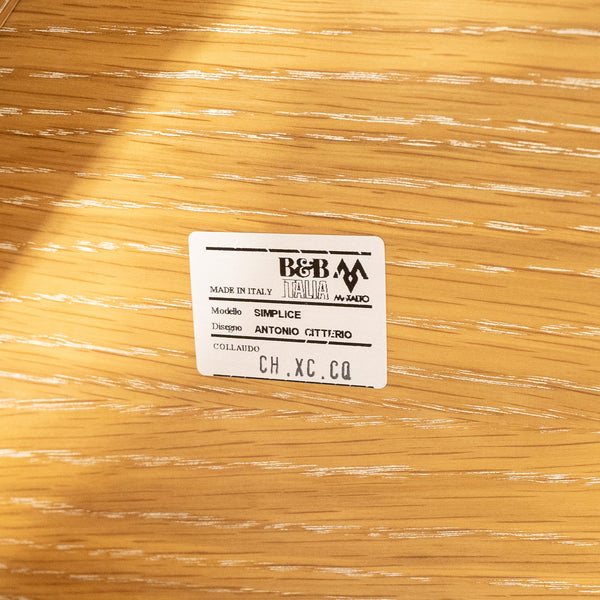 B&B
ITALIA
MADE IN ITALY
MAXALTO
Modello SIMPLICE
Disegno ANTONIO CITTERIO
COLLAUDO
CH.XC.CQ